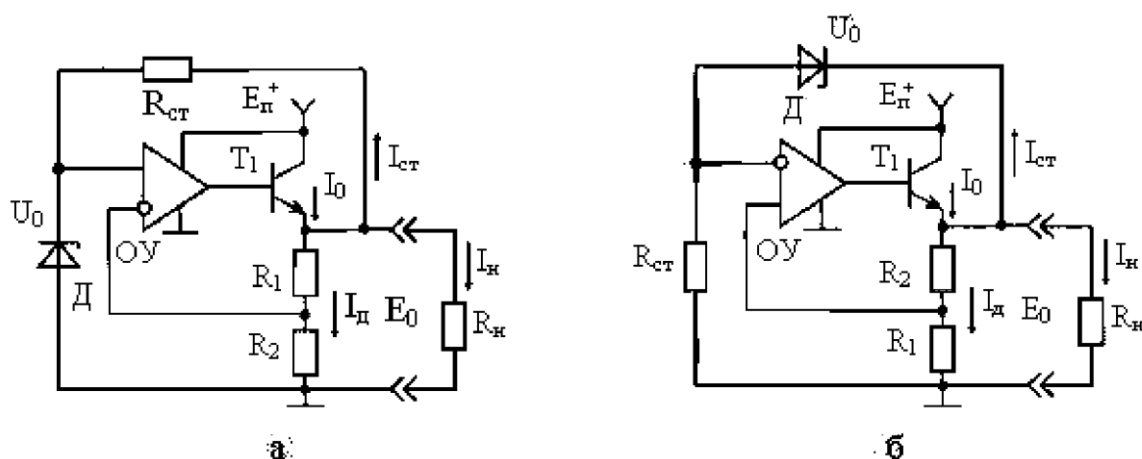 Rст
Eп+
T1
Iст
I0
U0
ОУ
Д
R1
Iд
E0
Iн
Rн
R2
а
U0
Д
Eп+
T1
Iст
I0
ОУ
Rст
R2
Iд
E0
Iн
Rн
R1
б